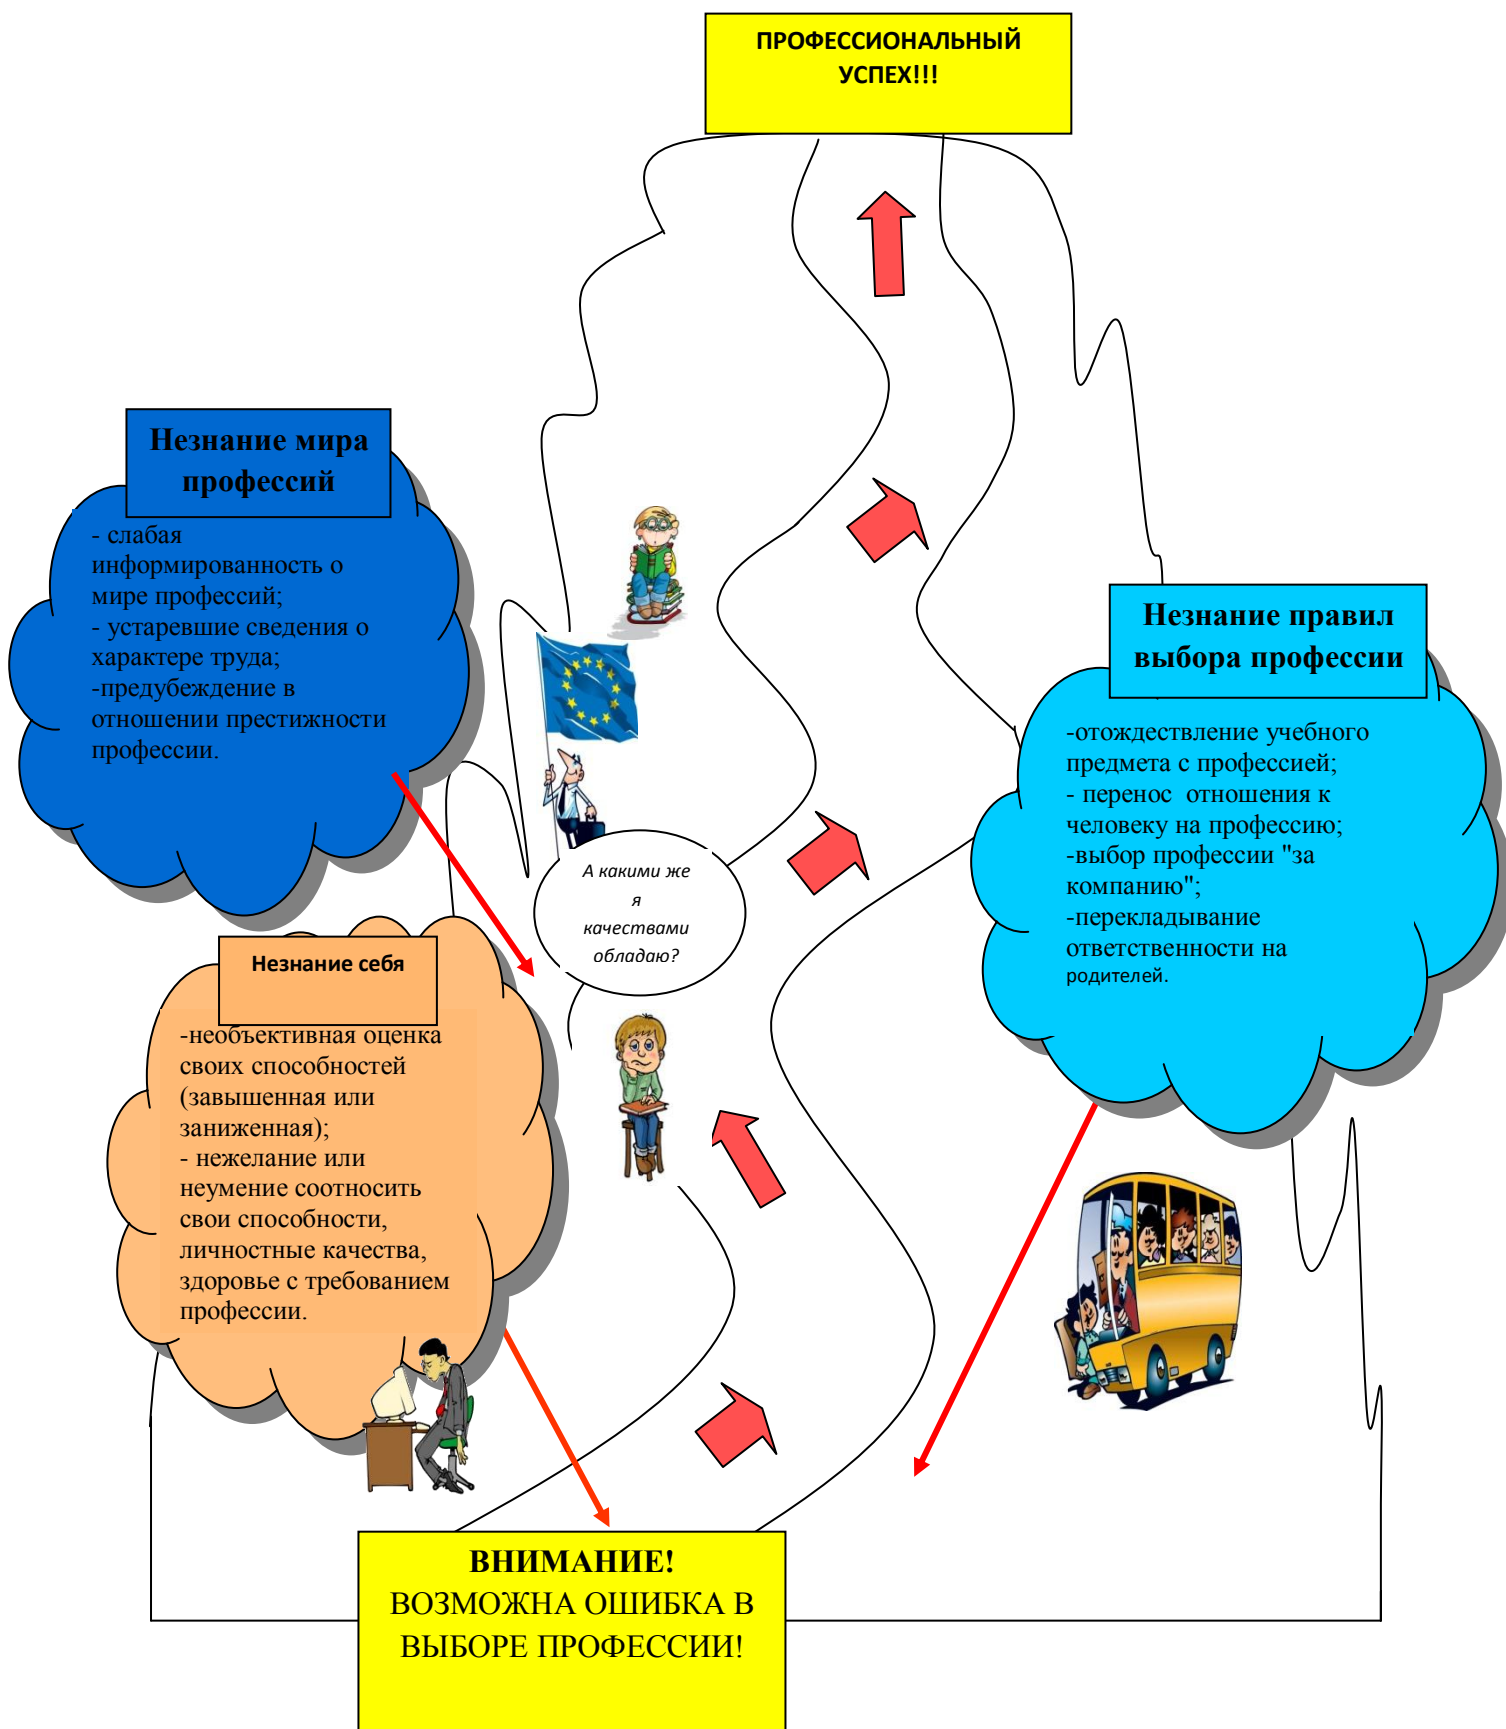 ПРОФЕССИОНАЛЬНЫЙ
УСПЕХ!!!
Незнание мира
профессий
- слабая
информированность о
мире профессий;
- устаревшие сведения о
характере труда;
-предубеждение в
отношении престижности
профессии.
Незнание правил
выбора профессии
-отождествление учебного
предмета с профессией;
- перенос  отношения к
человеку на профессию;
-выбор профессии "за
компанию";
-перекладывание
ответственности на
родителей.
А какими же
я
качествами
обладаю?
Незнание себя
-необъективная оценка
своих способностей
(завышенная или
заниженная);
- нежелание или
неумение соотносить
свои способности,
личностные качества,
здоровье с требованием
профессии.
ВНИМАНИЕ!
ВОЗМОЖНА ОШИБКА В
ВЫБОРЕ ПРОФЕССИИ!